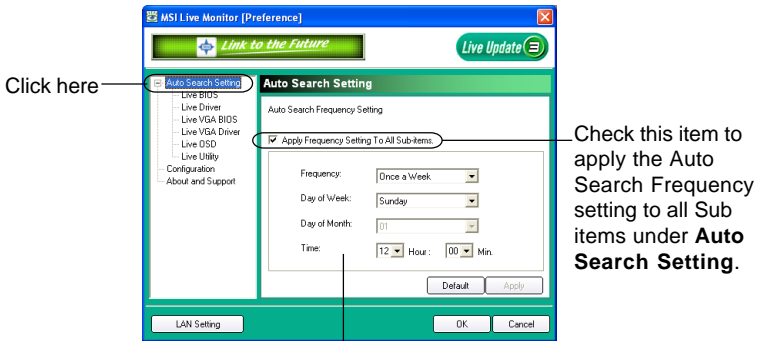 MSI Live Monitor [Preference]
Link to the Future
Live Update 3
Click here
Auto Search Setting
Live BIOS
Live Driver
Live VGA BIOS
Live VGA Driver
Live OSD
Live Utility
Configuration
About and Support
Auto Search Setting
Auto Search Frequency Setting
Apply Frequency Setting To All Sub-items.
Frequency: Once a Week
Day of Week: Sunday
Day of Month: 01
Time: 12 Hour : 00 Min.
Default Apply
LAN Setting OK Cancel
Check this item to
apply the Auto
Search Frequency
setting to all Sub
items under Auto
Search Setting.